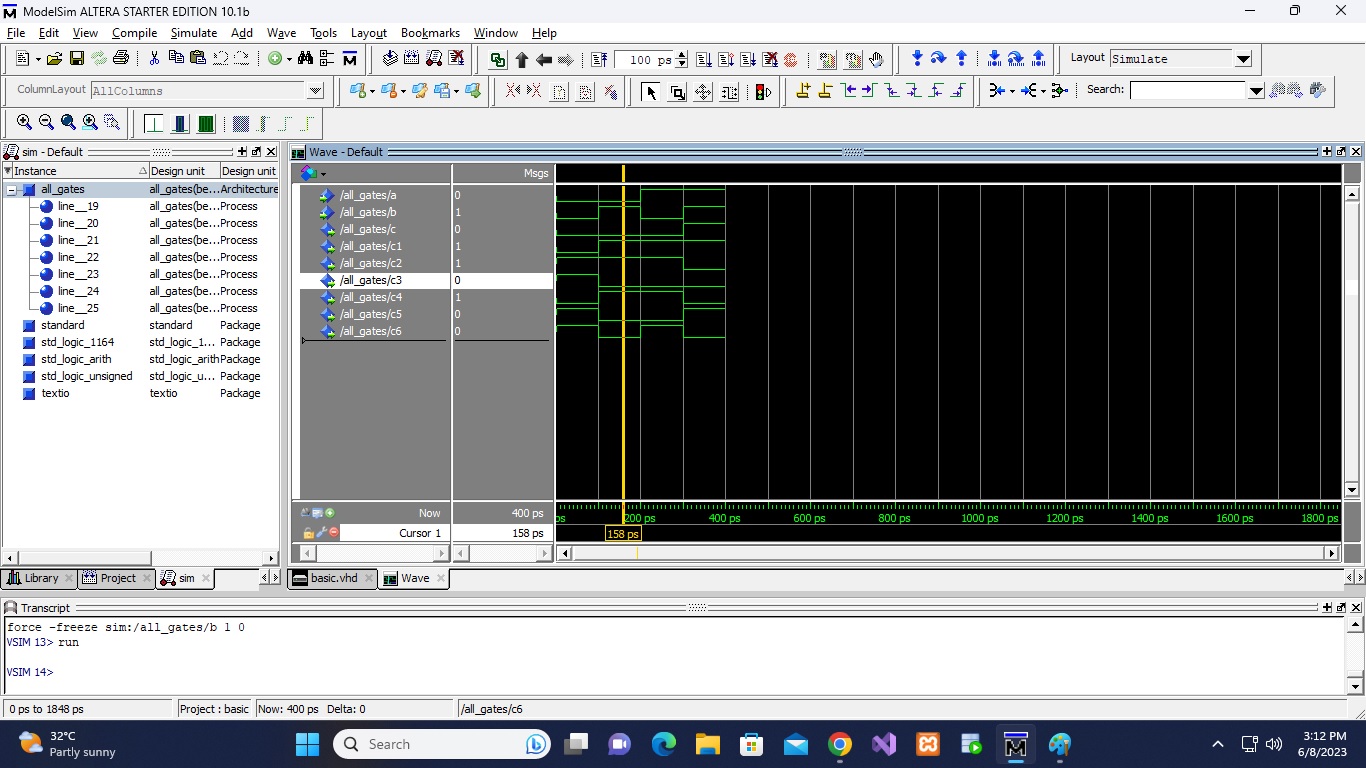 ModelSim ALTERA STARTER EDITION 10.1b
File Edit View Compile Simulate Add Wave Tools Layout Bookmarks Window Help
100 ps Layout Simulate
ColumnLayout AllColumns Search:
sim - Default
Instance Design unit Design unit
all_gates all_gates(be... Architecture
line__19 all_gates(be... Process
line__20 all_gates(be... Process
line__21 all_gates(be... Process
line__22 all_gates(be... Process
line__23 all_gates(be... Process
line__24 all_gates(be... Process
line__25 all_gates(be... Process
standard standard Package
std_logic_1164 std_logic_1... Package
std_logic_arith std_logic_arith Package
std_logic_unsigned std_logic_u... Package
textio textio Package
Library Project sim
Wave - Default
Msgs
/all_gates/a 0
/all_gates/b 1
/all_gates/c 0
/all_gates/c1 1
/all_gates/c2 1
/all_gates/c3 0
/all_gates/c4 1
/all_gates/c5 0
/all_gates/c6 0
Now 400 ps ps 200 ps 400 ps 600 ps 800 ps 1000 ps 1200 ps 1400 ps 1600 ps 1800 ps
Cursor 1 158 ps 158 ps
basic.vhd Wave
Transcript
force -freeze sim:/all_gates/b 1 0
VSIM 13> run
VSIM 14>
0 ps to 1848 ps Project : basic Now: 400 ps Delta: 0 /all_gates/c6
32°C
Partly sunny
Search
3:12 PM
6/8/2023